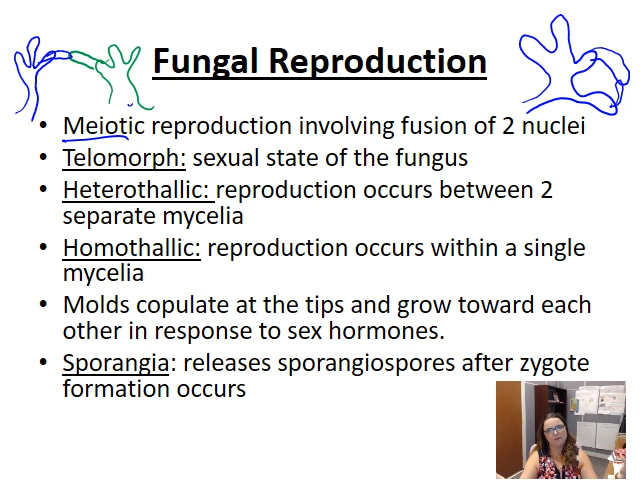 Fungal Reproduction
• Meiotic reproduction involving fusion of 2 nuclei
• Telomorph: sexual state of the fungus
• Heterothallic: reproduction occurs between 2
separate mycelia
• Homothallic: reproduction occurs within a single
mycelia
• Molds copulate at the tips and grow toward each
other in response to sex hormones.
• Sporangia: releases sporangiospores after zygote
formation occurs